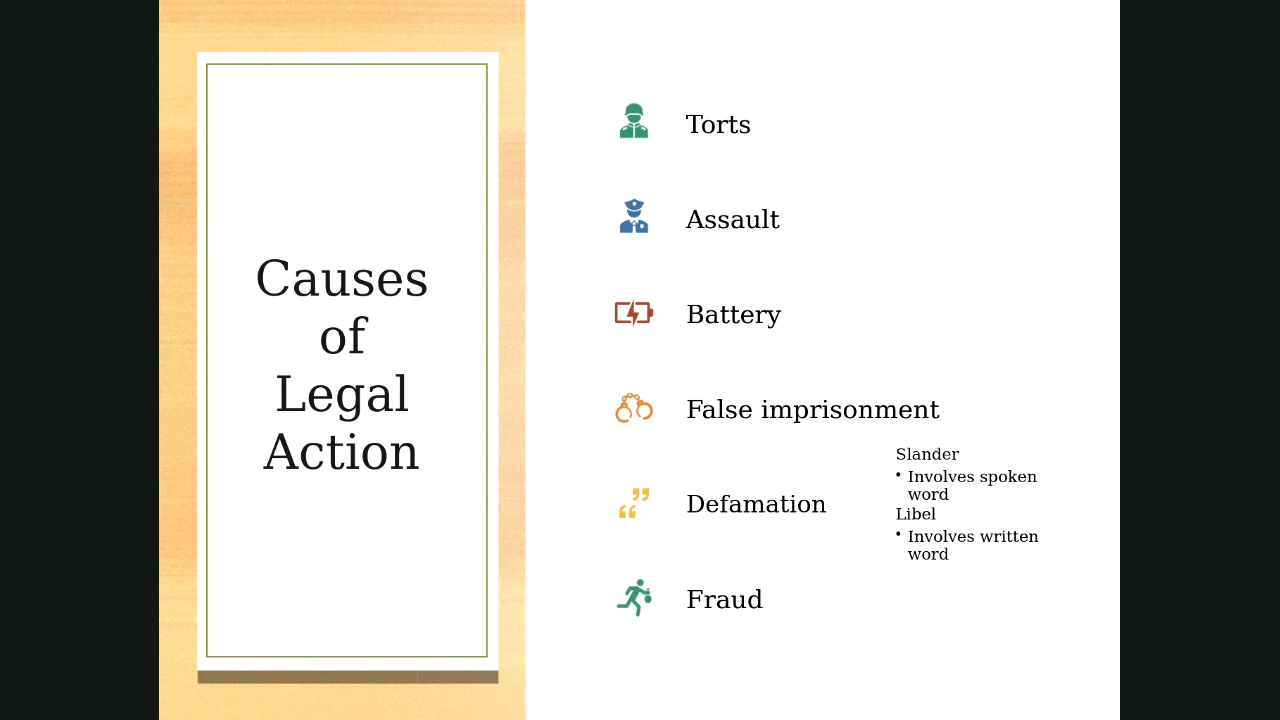 Causes
of
Legal
Action
Torts
Assault
Battery
False imprisonment
Defamation
Slander
• Involves spoken
word
Libel
• Involves written
word
Fraud